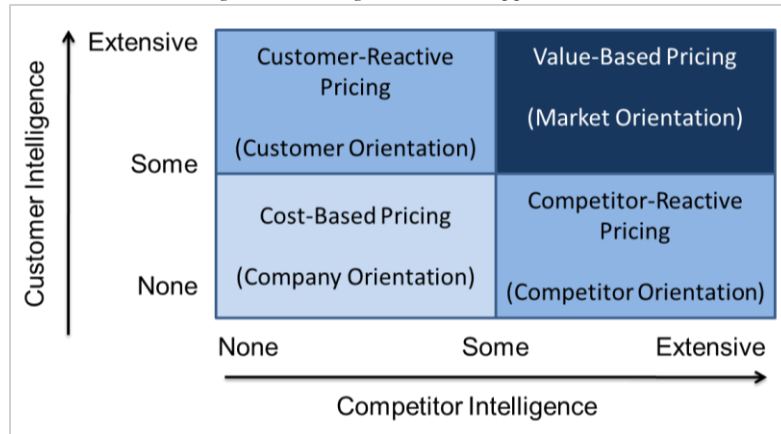 Extensive
Customer-Reactive
Pricing
(Customer Orientation)
Value-Based Pricing
(Market Orientation)
Customer Intelligence
Some
Cost-Based Pricing
(Company Orientation)
Competitor-Reactive
Pricing
(Competitor Orientation)
None
None
Some
Extensive
Competitor Intelligence